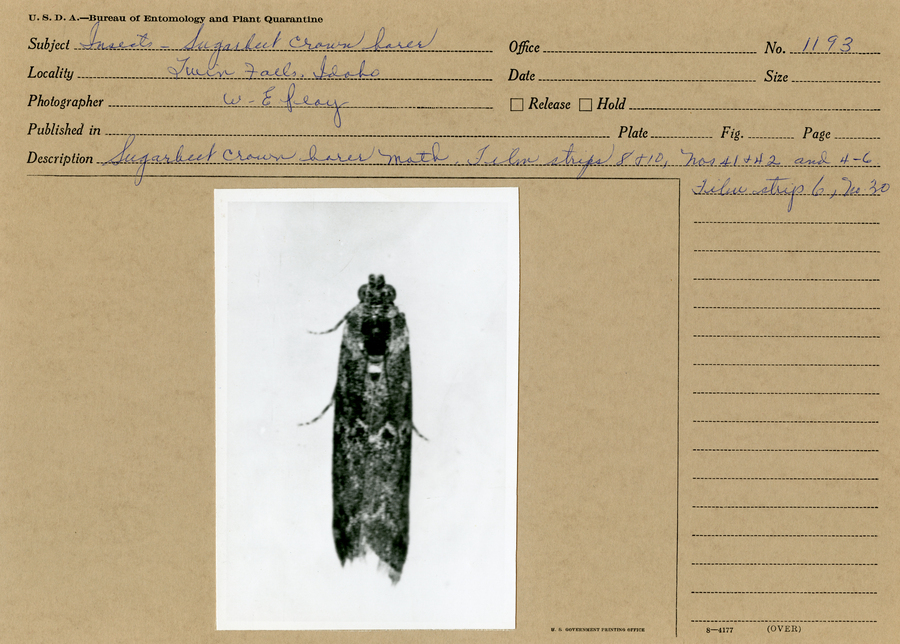 U. S. D. A.—Bureau of Entomology and Plant Quarantine
Subject Insects - Sugarbeet Crown borer Office No. 1193
Locality Twin Falls, Idaho Date Size
Photographer W. E. Release Hold
Published in Plate Fig. Page
Description Sugarbeet Crown borer Moth. Film strips 8 + 10, Nos 41 + 42 and 4-6
Film strip 6, No 30
U. S. GOVERNMENT PRINTING OFFICE 8—4177 (OVER)